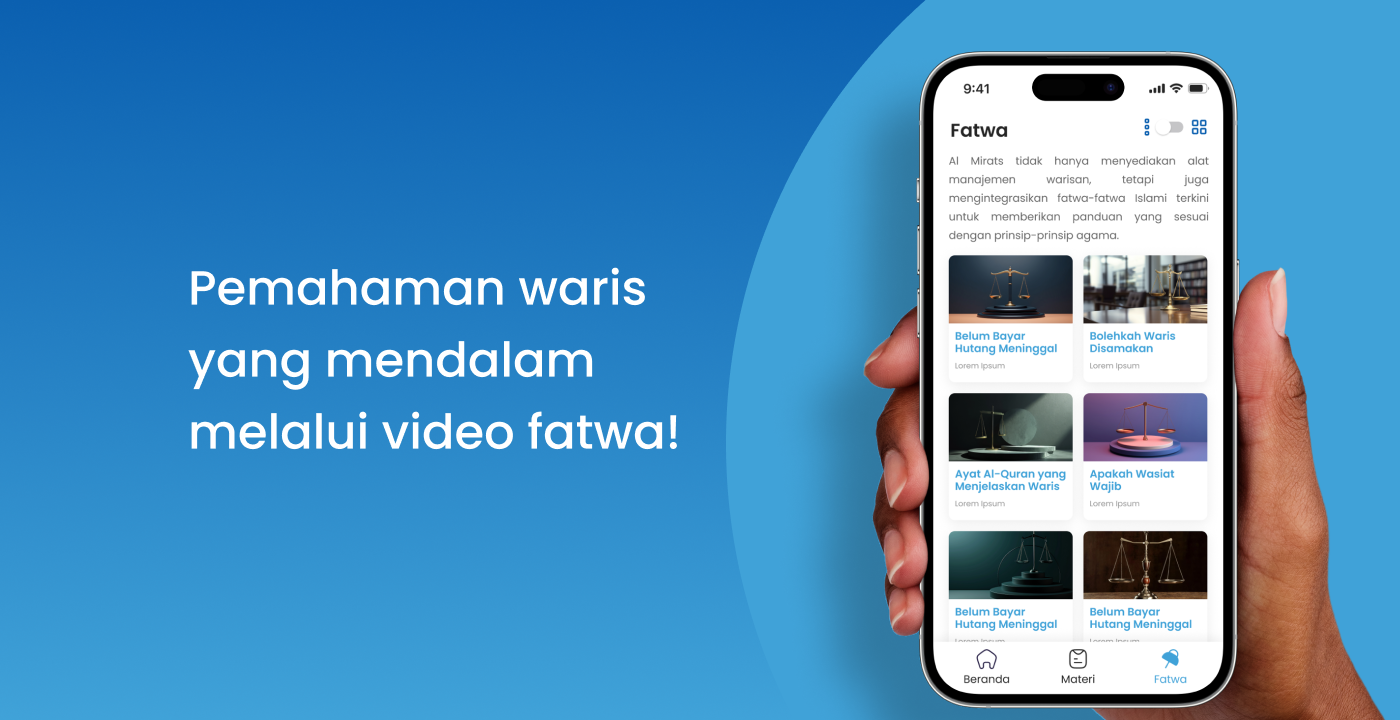 Pemahaman waris
yang mendalam
melalui video fatwa!
9:41
Fatwa
Al Mirats tidak hanya menyediakan alat
manajemen warisan, tetapi juga
mengintegrasikan fatwa-fatwa Islami terkini
untuk memberikan panduan yang sesuai
dengan prinsip-prinsip agama.
Belum Bayar
Hutang Meninggal
Lorem Ipsum
Bolehkah Waris
Disamakan
Lorem Ipsum
Ayat Al-Quran yang
Menjelaskan Waris
Lorem Ipsum
Apakah Wasiat
Wajib
Lorem Ipsum
Belum Bayar
Hutang Meninggal
Lorem Ipsum
Belum Bayar
Hutang Meninggal
Lorem Ipsum
Beranda
Materi
Fatwa